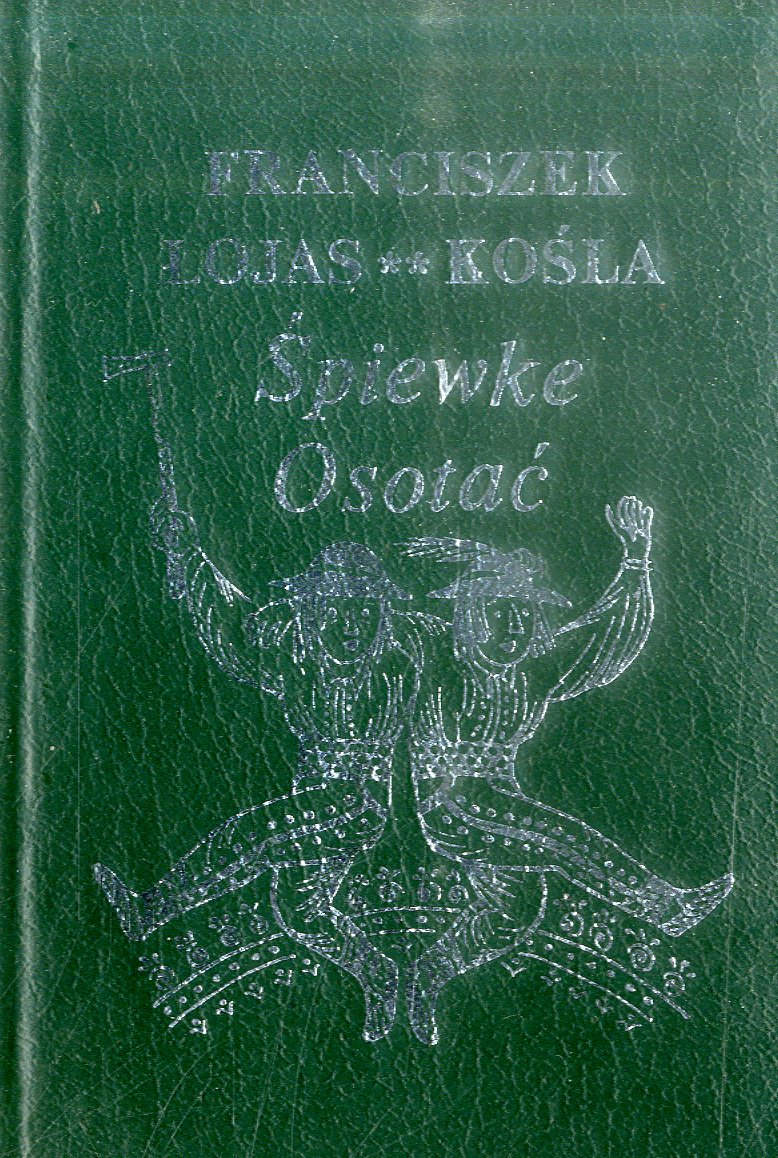 FRANCISZEK
ŁOJAS ** KOŚLA
Śpiewke
Osotać